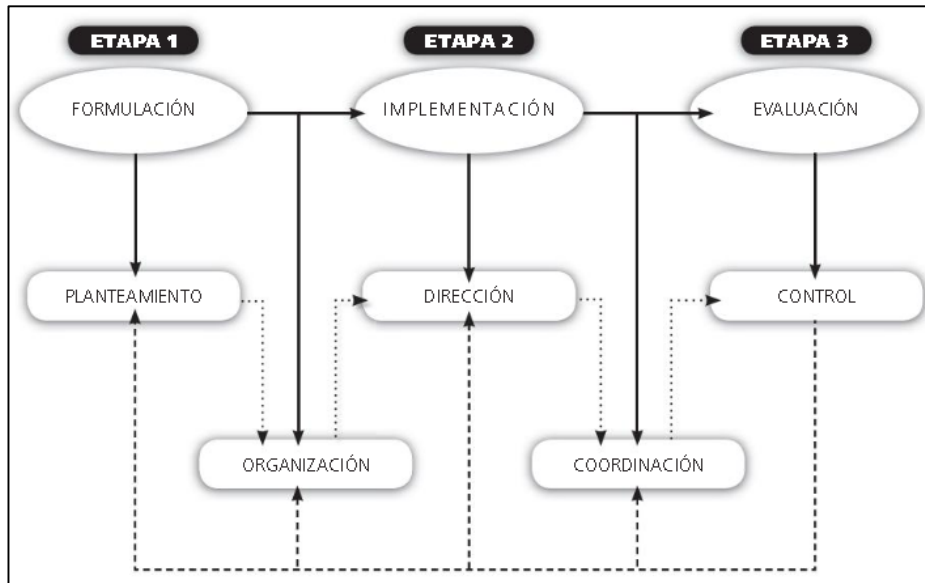 ETAPA 1
ETAPA 2
ETAPA 3
FORMULACIÓN
IMPLEMENTACIÓN
EVALUACIÓN
PLANTEAMIENTO
DIRECCIÓN
CONTROL
ORGANIZACIÓN
COORDINACIÓN